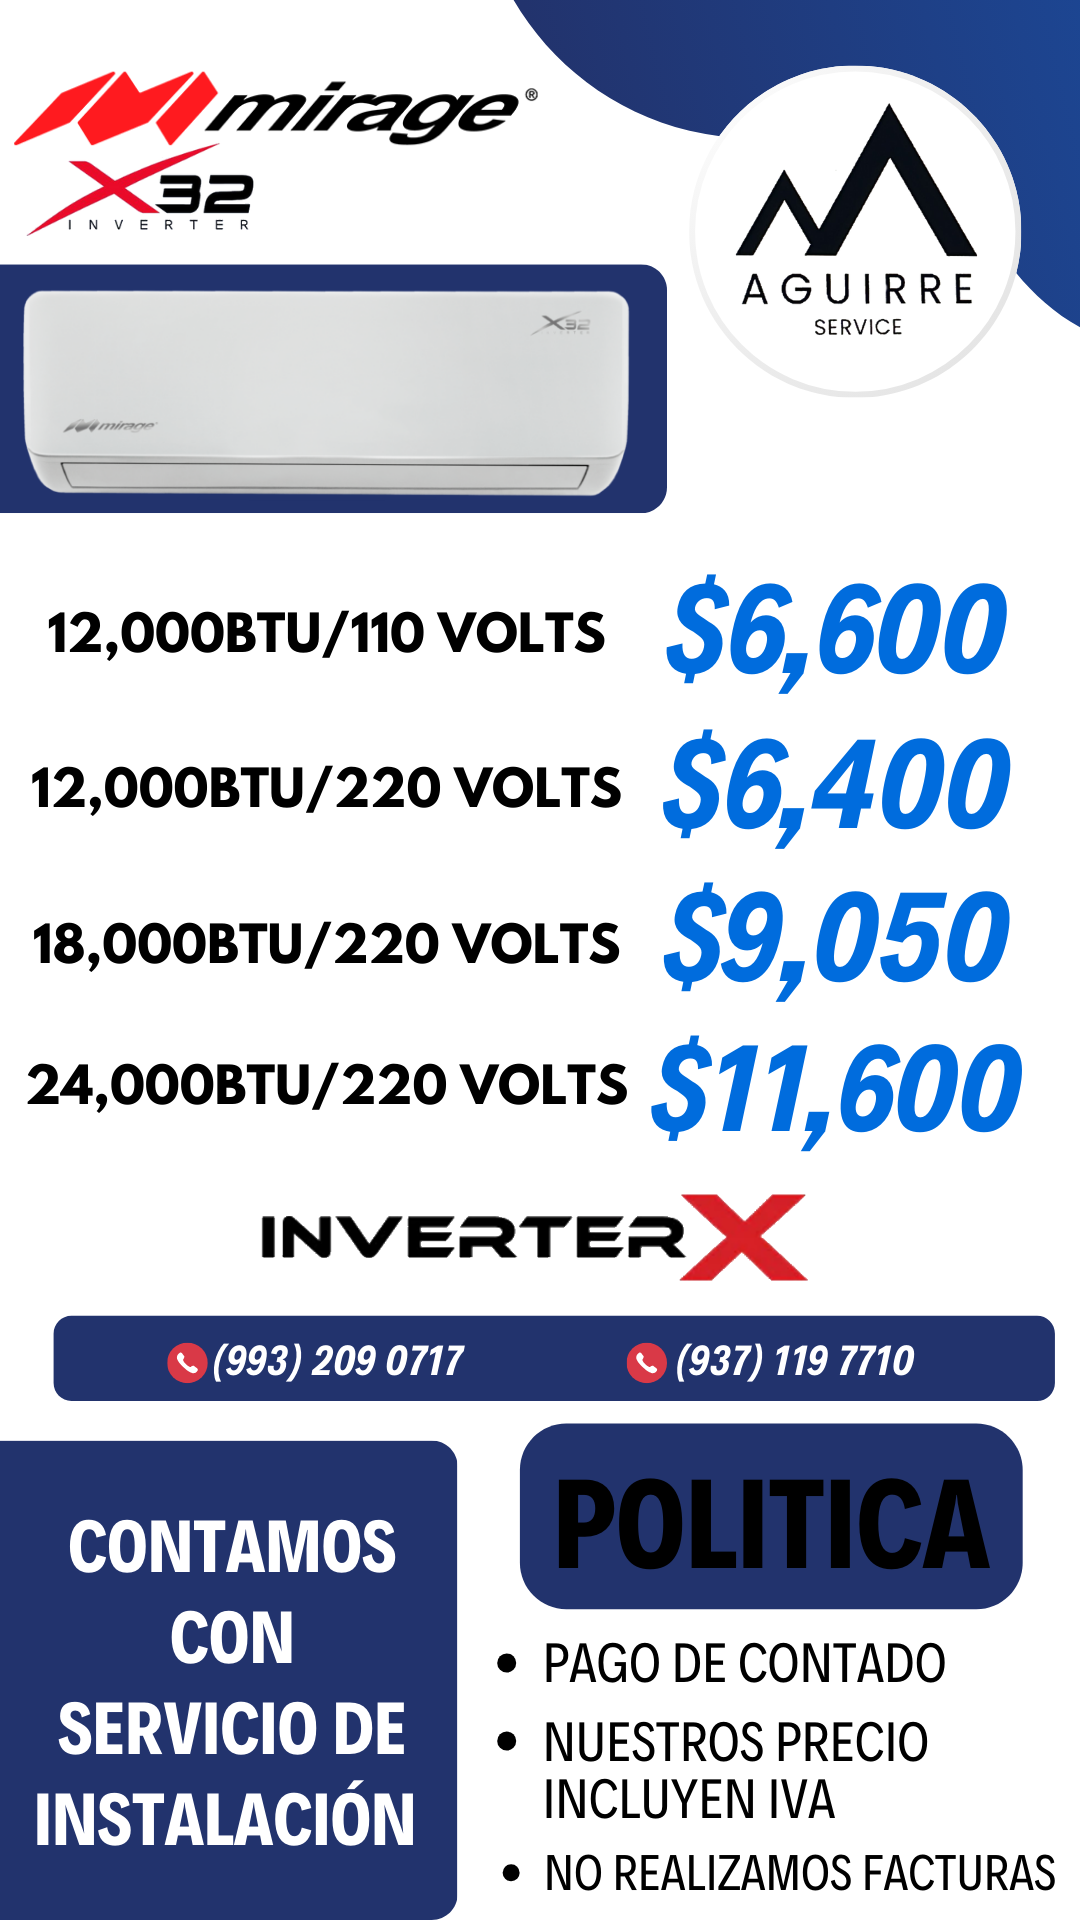 mirage®
X32
INVERTER
AGUIRRE
SERVICE
X32
mirage
12,000BTU/110 VOLTS $6,600
12,000BTU/220 VOLTS $6,400
18,000BTU/220 VOLTS $9,050
24,000BTU/220 VOLTS $11,600
INVERTERX
(993) 209 0717 (937) 119 7710
CONTAMOS
CON
SERVICIO DE
INSTALACIÓN
POLITICA
• PAGO DE CONTADO
• NUESTROS PRECIO
INCLUYEN IVA
• NO REALIZAMOS FACTURAS